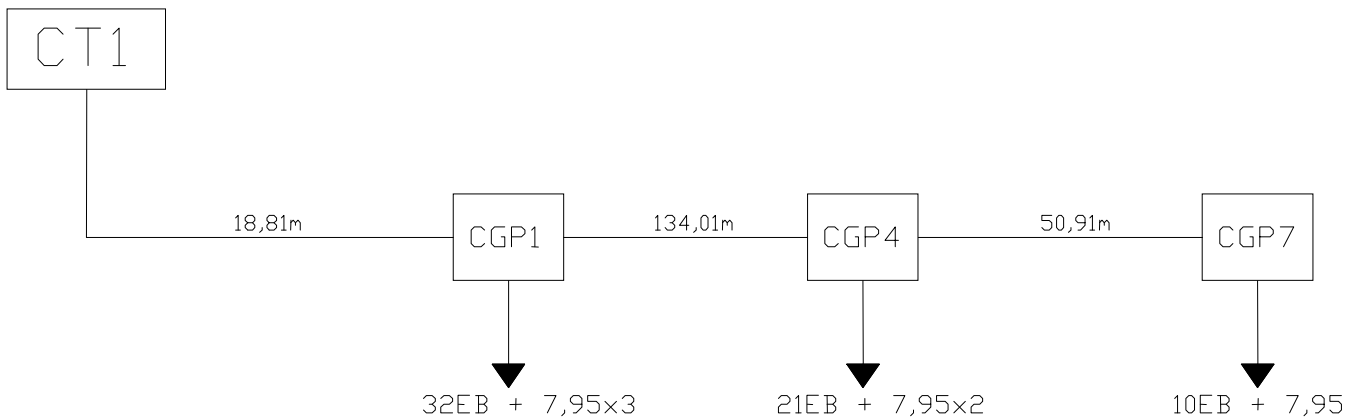 CT1
18,81m
134,01m
50,91m
CGP1
CGP4
CGP7
32EB + 7,95x3
21EB + 7,95x2
10EB + 7,95